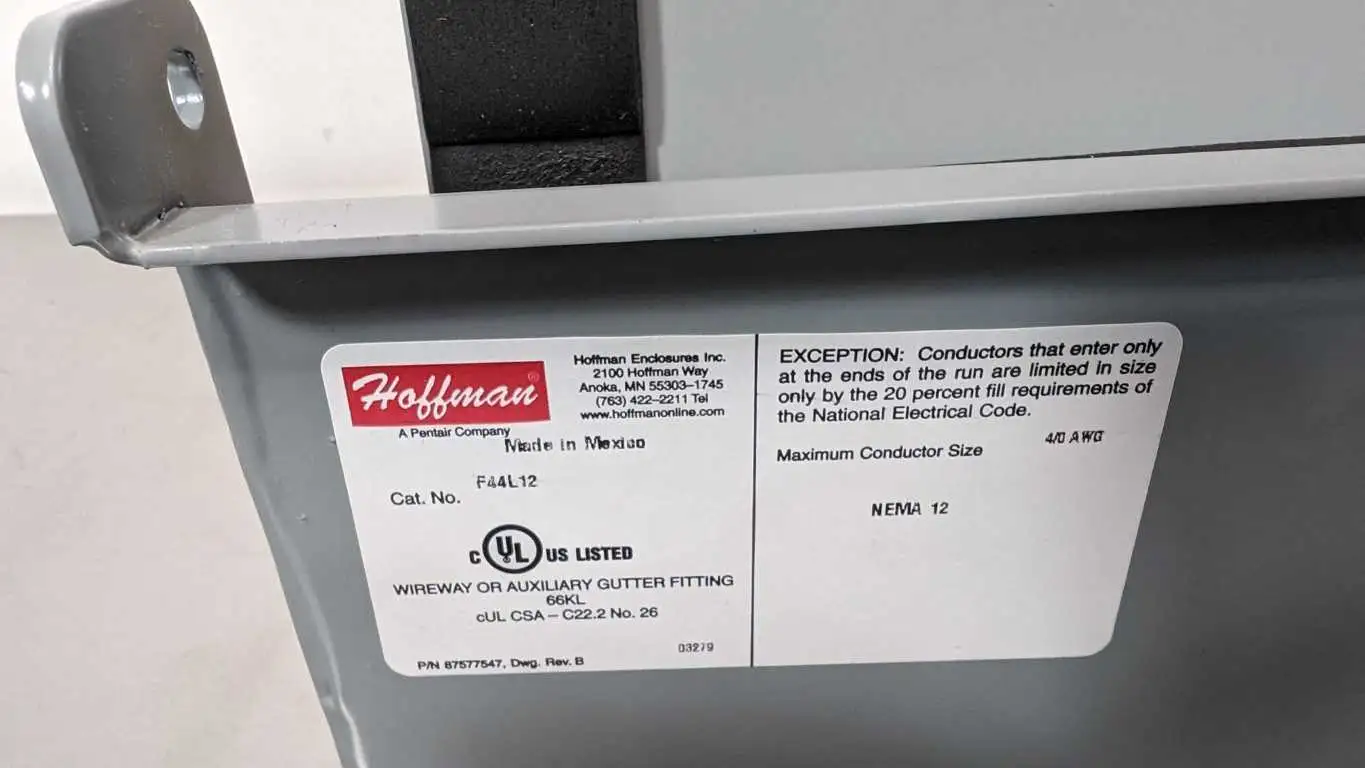 Hoffman®
A Pentair Company
Hoffman Enclosures Inc.
2100 Hoffman Way
Anoka, MN 55303–1745
(763) 422–2211 Tel
www.hoffmanonline.com
Made in Mexico
Cat. No. F44L12
c UL US LISTED
WIREWAY OR AUXILIARY GUTTER FITTING
66KL
cUL CSA – C22.2 No. 26
03279
P/N 87577547, Dwg. Rev. B
EXCEPTION: Conductors that enter only
at the ends of the run are limited in size
only by the 20 percent fill requirements of
the National Electrical Code.
Maximum Conductor Size 4/0 AWG
NEMA 12